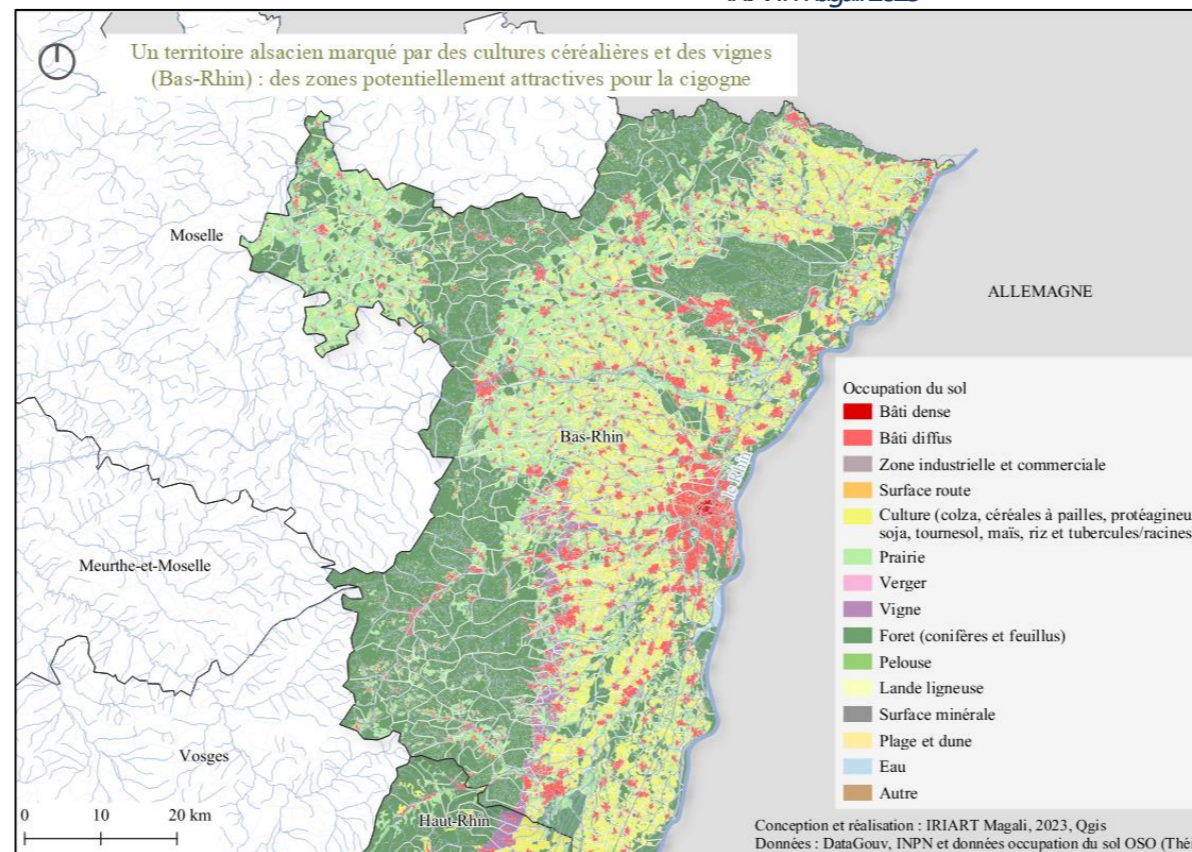 Un territoire alsacien marqué par des cultures céréalières et des vignes
(Bas-Rhin) : des zones potentiellement attractives pour la cigogne
Moselle
ALLEMAGNE
Bas-Rhin
le Rhin
Meurthe-et-Moselle
Vosges
Haut-Rhin
Occupation du sol
Bâti dense
Bâti diffus
Zone industrielle et commerciale
Surface route
Culture (colza, céréales à pailles, protéagineu
soja, tournesol, maïs, riz et tubercules/racines
Prairie
Verger
Vigne
Foret (conifères et feuillus)
Pelouse
Lande ligneuse
Surface minérale
Plage et dune
Eau
Autre
0 10 20 km
Conception et réalisation : IRIART Magali, 2023, Qgis
Données : DataGouv, INPN et données occupation du sol OSO (Thé